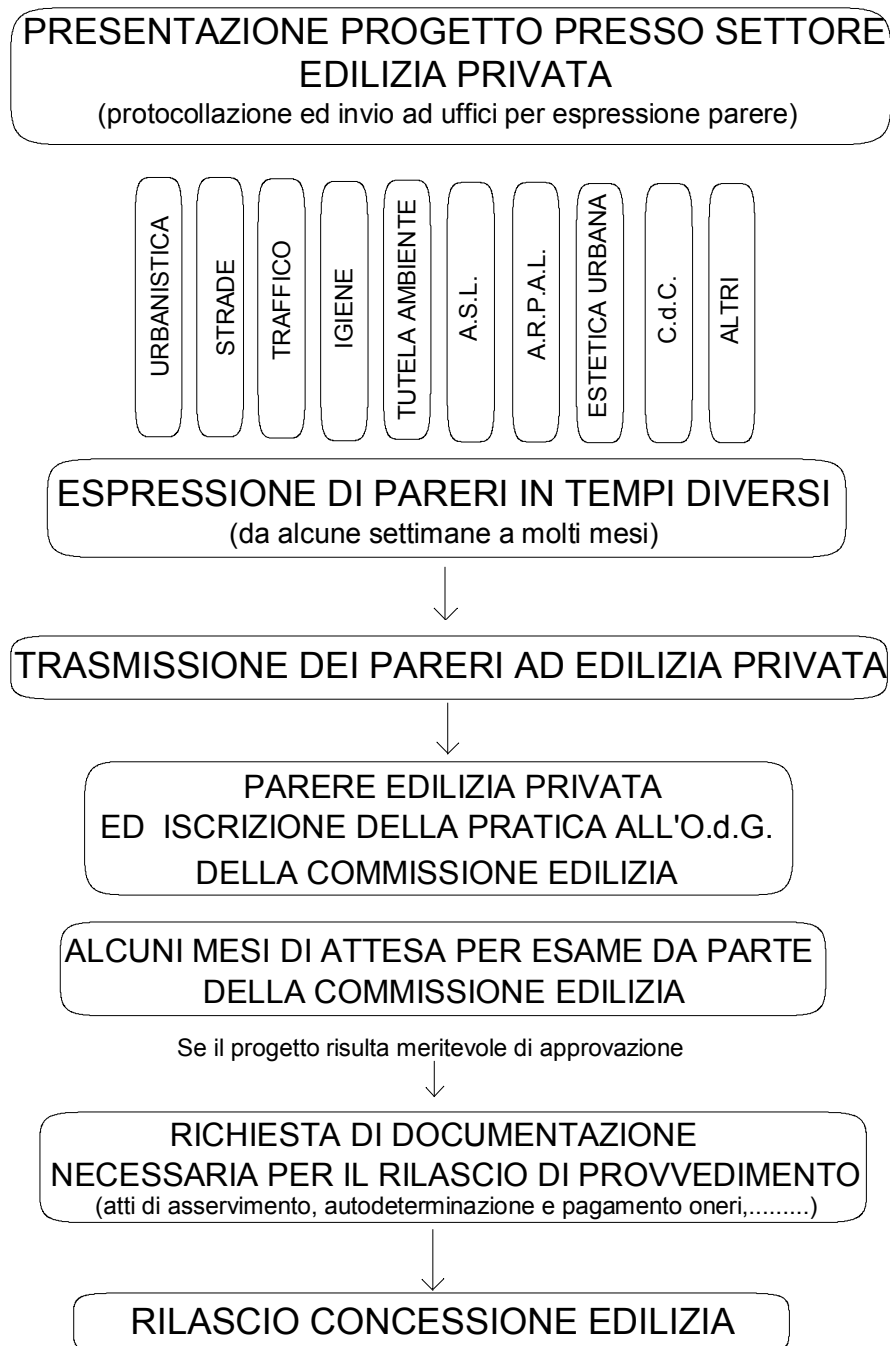 PRESENTAZIONE PROGETTO PRESSO SETTORE
EDILIZIA PRIVATA
(protocollazione ed invio ad uffici per espressione parere)
URBANISTICA
STRADE
TRAFFICO
IGIENE
TUTELA AMBIENTE
A.S.L.
A.R.P.A.L.
ESTETICA URBANA
C.d.C.
ALTRI
ESPRESSIONE DI PARERI IN TEMPI DIVERSI
(da alcune settimane a molti mesi)
TRASMISSIONE DEI PARERI AD EDILIZIA PRIVATA
PARERE EDILIZIA PRIVATA
ED ISCRIZIONE DELLA PRATICA ALL'O.d.G.
DELLA COMMISSIONE EDILIZIA
ALCUNI MESI DI ATTESA PER ESAME DA PARTE
DELLA COMMISSIONE EDILIZIA
Se il progetto risulta meritevole di approvazione
RICHIESTA DI DOCUMENTAZIONE
NECESSARIA PER IL RILASCIO DI PROVVEDIMENTO
(atti di asservimento, autodeterminazione e pagamento oneri,.........)
RILASCIO CONCESSIONE EDILIZIA